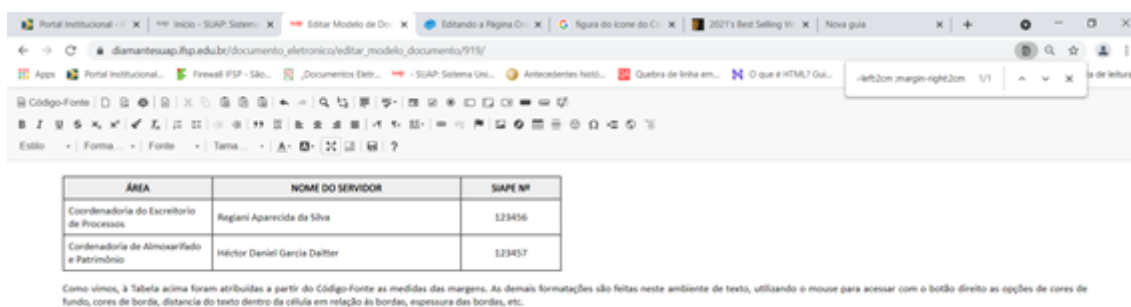 Portal Institucional - I
Início - SUAP: Sistema
Editar Modelo de Doc
Editando a Página Cri
figura do ícone do Có
2021's Best Selling
Nova guia
diamantesuap.ifsp.edu.br/documento_eletronico/editar_modelo_documento/919/
Apps Portal Institucional... Firewall IFSP - São... - SUAP: Sistema Uni... Antecedentes histó... Quebra de linha em... O que é HTML? Gui...
-left:2cm ;margin-right:2cm 1/1
de leitura
Código-Fonte
Estilo Forma... Fonte Tama...
ÁREA NOME DO SERVIDOR SIAPE Nº
Coordenadoria do Escreitorio
de Processos
Regiani Aparecida da Silva 123456
Cordenadoria de Almoxarifado
e Patrimônio
Héctor Daniel Garcia Daitter 123457
Como vimos, à Tabela acima foram atribuídas a partir do Código-Fonte as medidas das margens. As demais formatações são feitas neste ambiente de texto, utilizando o mouse para acessar com o botão direito as opções de cores de
fundo, cores de borda, distancia do texto dentro da célula em relação ás bordas, espessura das bordas, etc.